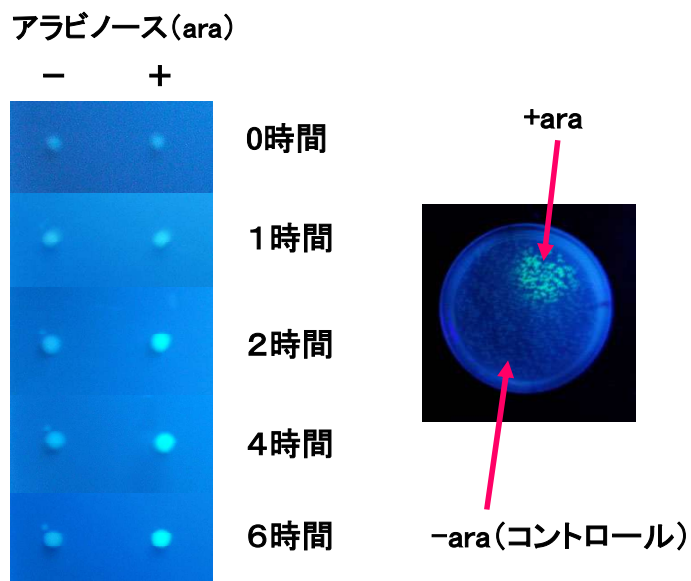 アラビノース(ara)
− +
0時間
1時間
2時間
4時間
6時間
+ara
−ara(コントロール)